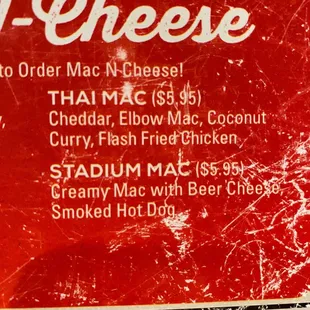 -Cheese
to Order Mac N Cheese!
THAI MAC ($5.95)
Cheddar, Elbow Mac, Coconut
Curry, Flash Fried Chicken
STADIUM MAC ($5.95)
Creamy Mac with Beer Cheese,
Smoked Hot Dog